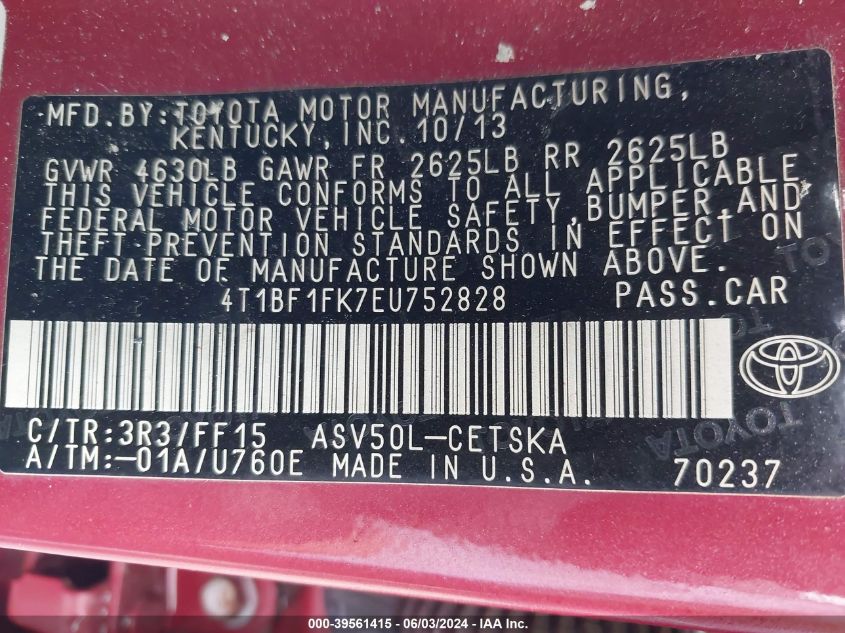 MFD.BY:TOYOTA MOTOR MANUFACTURING,
KENTUCKY,INC.10/13
GVWR 4630LB GAWR FR 2625LB RR 2625LB
THIS VEHICLE CONFORMS TO ALL APPLICABLE
FEDERAL MOTOR VEHICLE SAFETY,BUMPER,AND
THEFT PREVENTION STANDARDS IN EFFECT ON
THE DATE OF MANUFACTURE SHOWN ABOVE.
4T1BF1FK7EU752828 PASS.CAR
C/TR:3R3/FF15 ASV50L-CETSKA
A/TM:-01A/U760E MADE IN U.S.A. 70237
000-39561415 - 06/03/2024 - IAA Inc.